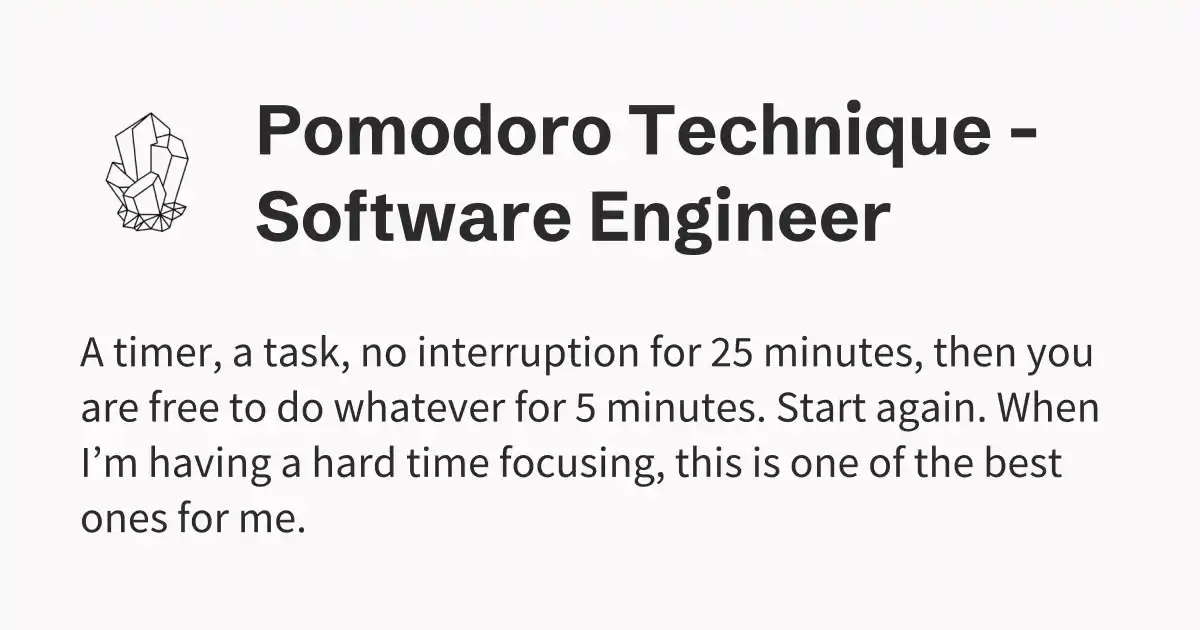 Pomodoro Technique -
Software Engineer
A timer, a task, no interruption for 25 minutes, then you
are free to do whatever for 5 minutes. Start again. When
I’m having a hard time focusing, this is one of the best
ones for me.